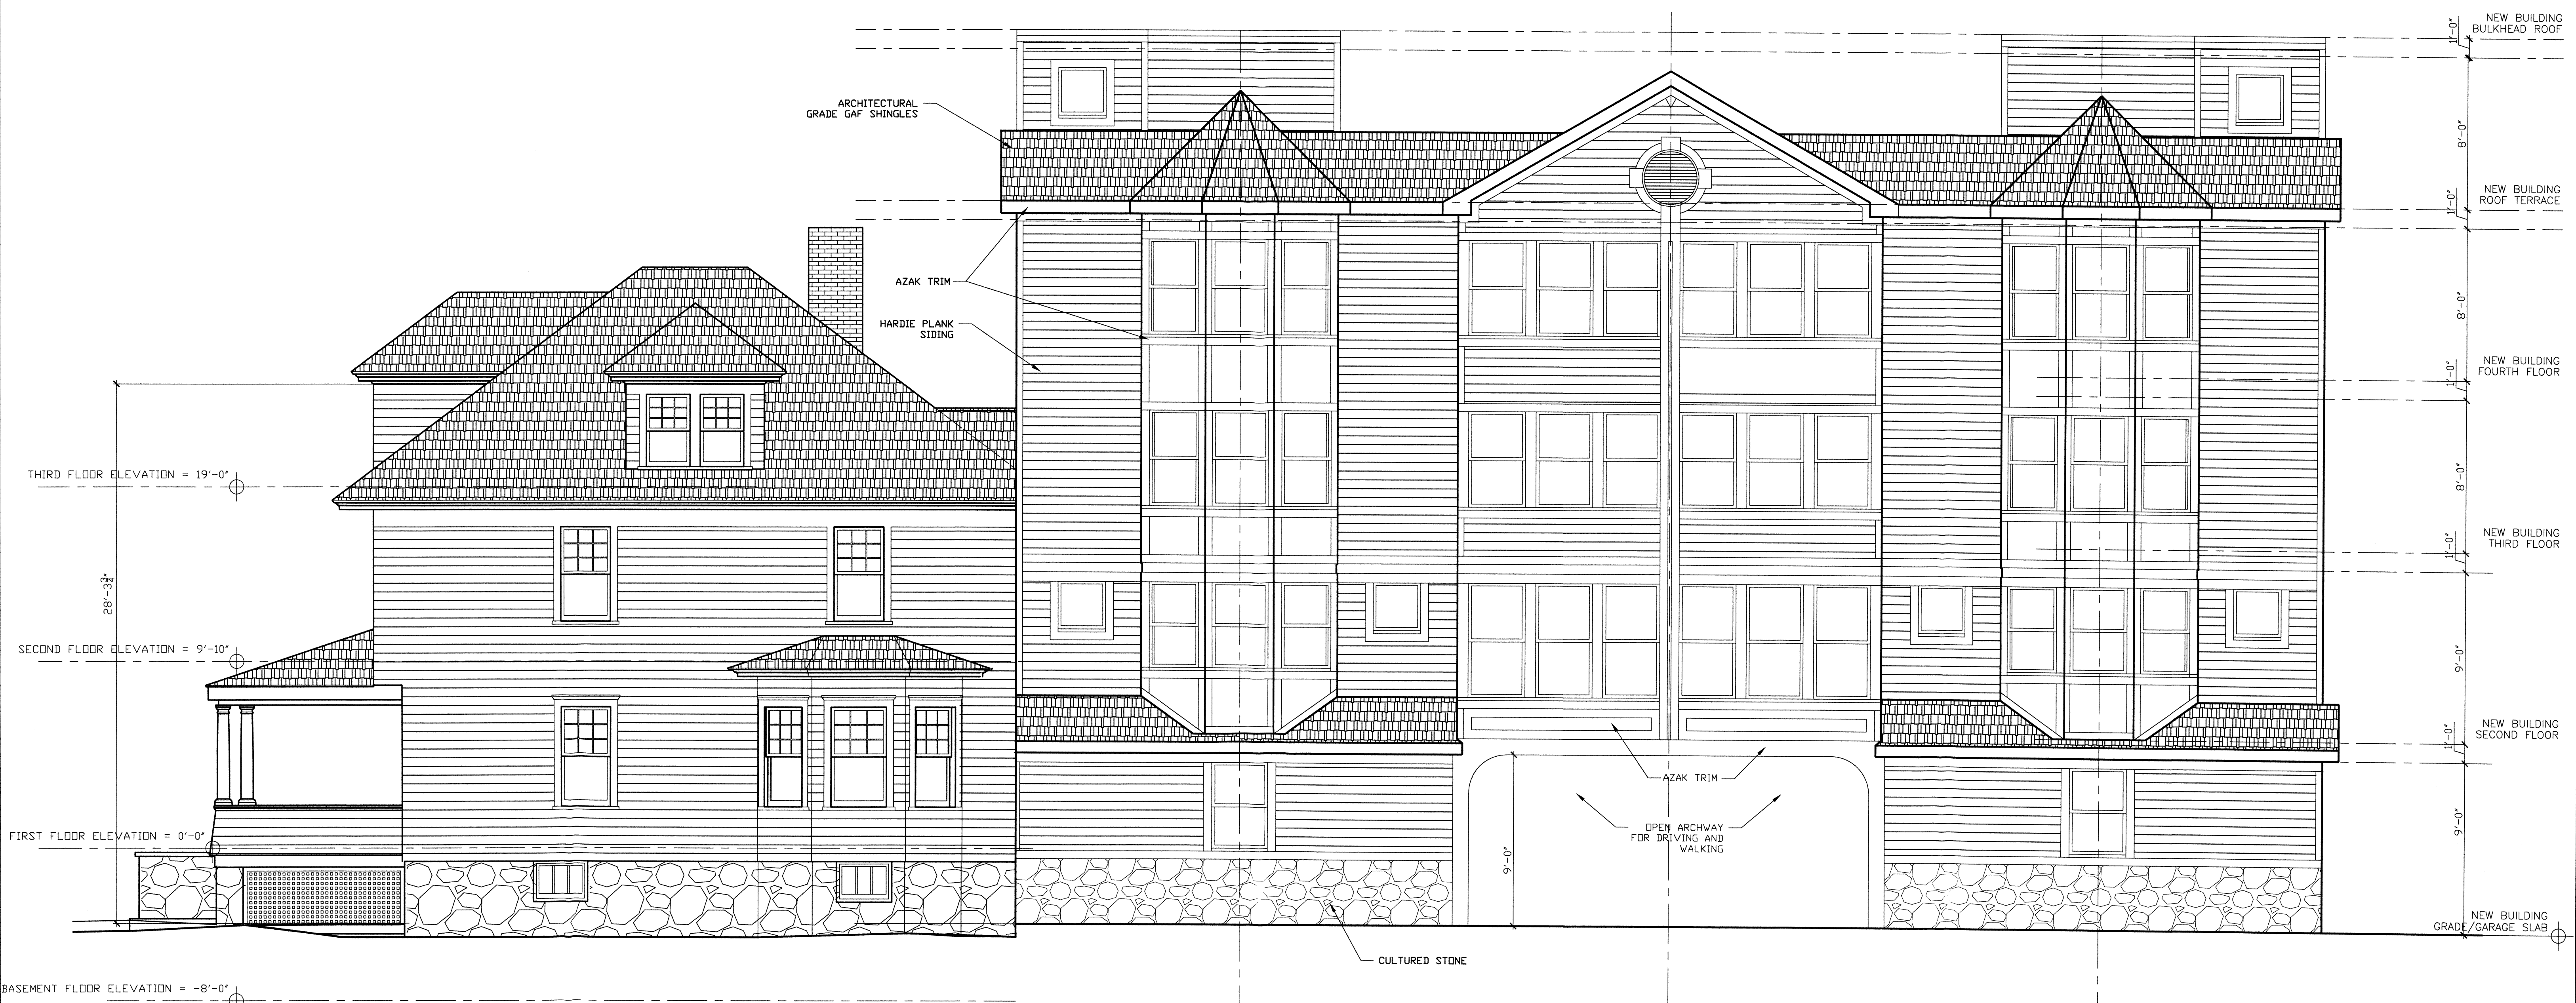 NEW BUILDING
BULKHEAD ROOF
1'-0"
ARCHITECTURAL
GRADE GAF SHINGLES
8'-0"
NEW BUILDING
ROOF TERRACE
1'-0"
AZAK TRIM
8'-0"
HARDIE PLANK
SIDING
NEW BUILDING
FOURTH FLOOR
1'-0"
THIRD FLOOR ELEVATION = 19'-0"
8'-0"
NEW BUILDING
THIRD FLOOR
1'-0"
28'-3¾"
SECOND FLOOR ELEVATION = 9'-10"
9'-0"
NEW BUILDING
SECOND FLOOR
1'-0"
AZAK TRIM
OPEN ARCHWAY
FOR DRIVING AND
WALKING
9'-0"
FIRST FLOOR ELEVATION = 0'-0"
9'-0"
NEW BUILDING
GRADE/GARAGE SLAB
CULTURED STONE
BASEMENT FLOOR ELEVATION = -8'-0"